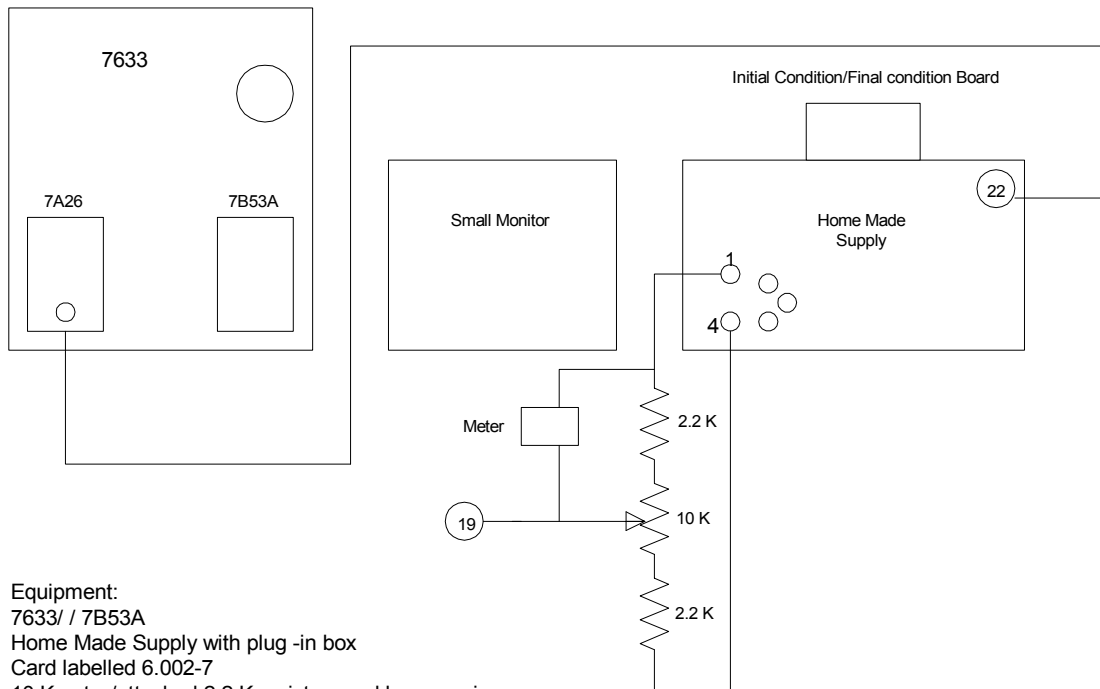 7633
Initial Condition/Final condition Board
7A26
7B53A
Small Monitor
22
Home Made
Supply
1
4
2.2 K
Meter
19
10 K
2.2 K
Equipment:
7633/ / 7B53A
Home Made Supply with plug -in box
Card labelled 6.002-7